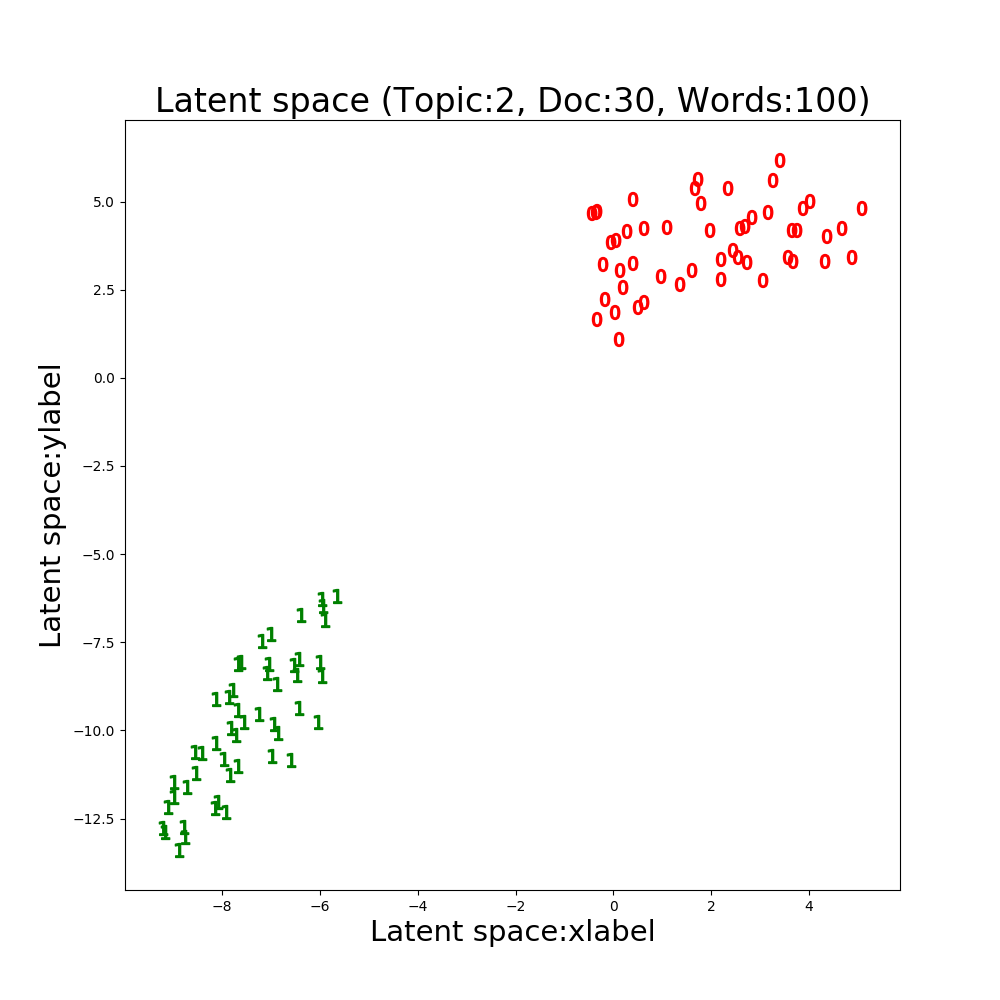 Latent space (Topic:2, Doc:30, Words:100)
5.0
2.5
0.0
−2.5
−5.0
−7.5
−10.0
−12.5
Latent space:ylabel
−8 −6 −4 −2 0 2 4
Latent space:xlabel